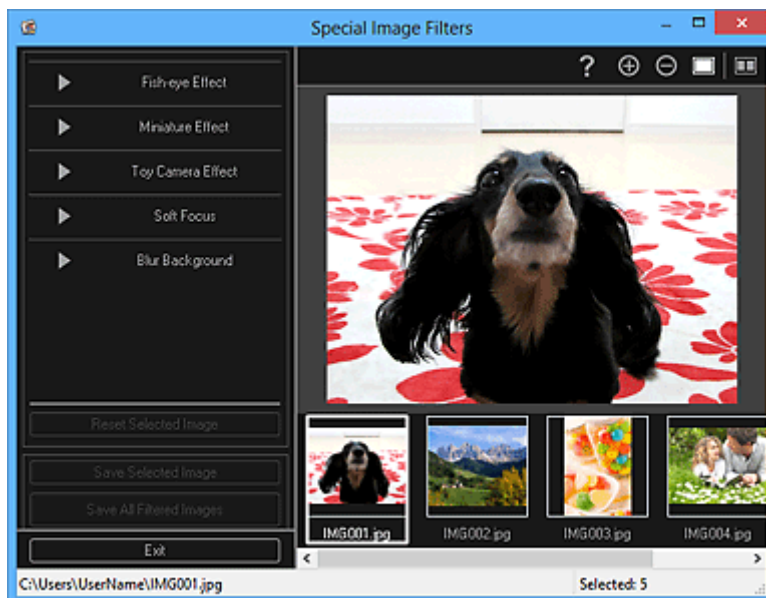 Special Image Filters
?
Fish-eye Effect
Miniature Effect
Toy Camera Effect
Soft Focus
Blur Background
Reset Selected Image
Save Selected Image
Save All Filtered Images
Exit
IMG001.jpg
IMG002.jpg
IMG003.jpg
IMG004.jpg
C:\Users\UserName\IMG001.jpg
Selected: 5